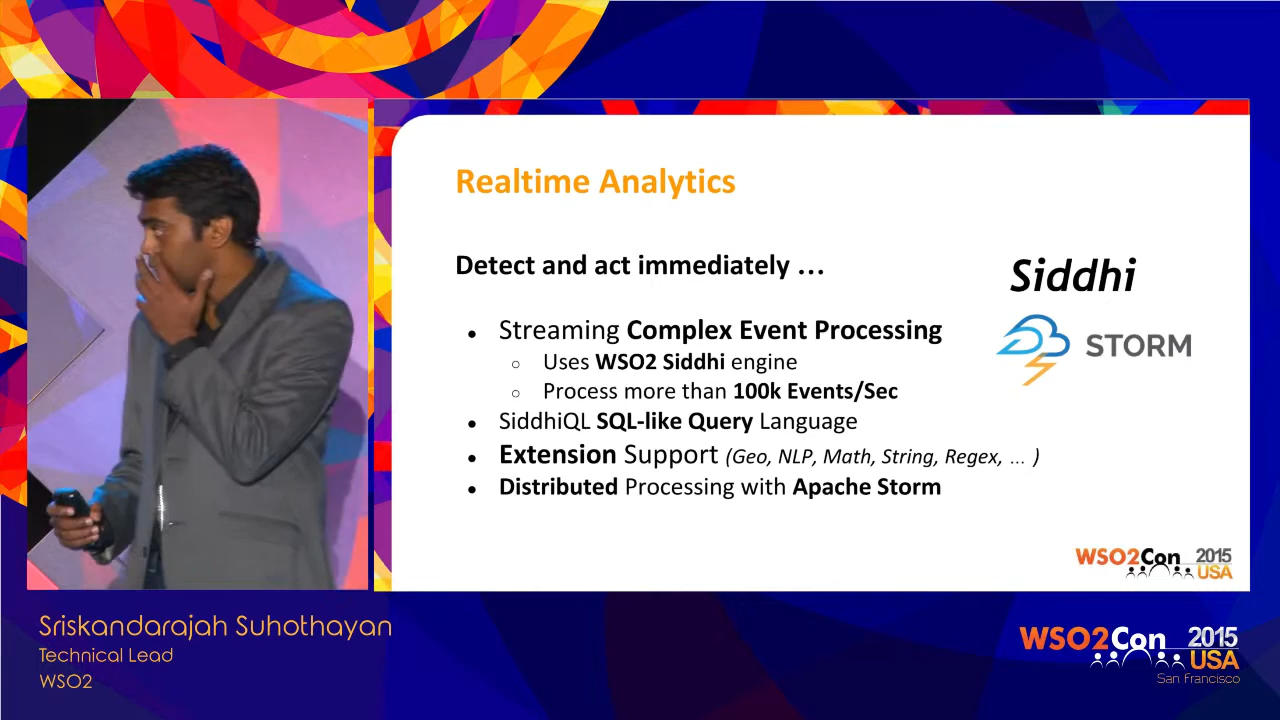 Realtime Analytics
Detect and act immediately …
Siddhi
STORM
● Streaming Complex Event Processing
○ Uses WSO2 Siddhi engine
○ Process more than 100k Events/Sec
● SiddhiQL SQL-like Query Language
● Extension Support (Geo, NLP, Math, String, Regex, … )
● Distributed Processing with Apache Storm
WSO2Con 2015
USA
Sriskandarajah Suhothayan
Technical Lead
WSO2
WSO2Con 2015
USA
San Francisco